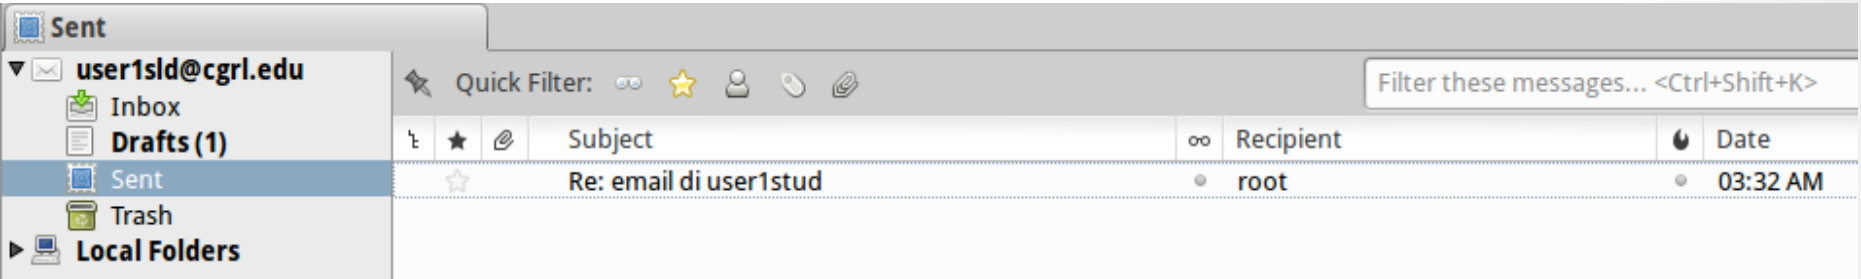 Sent
user1sld@cgrl.edu
Inbox
Drafts (1)
Sent
Trash
Local Folders
Quick Filter:
Filter these messages... <Ctrl+Shift+K>
Subject Recipient Date
Re: email di user1stud root 03:32 AM